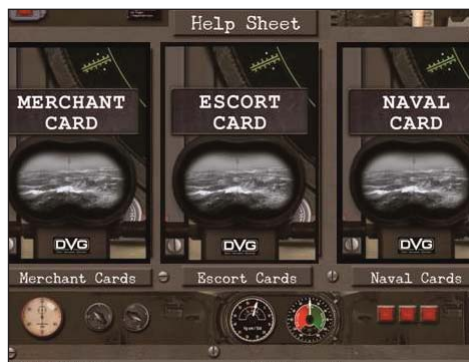 Help Sheet
MERCHANT
CARD
ESCORT
CARD
NAVAL
CARD
DVG
DVG
DVG
Merchant Cards
Escort Cards
Naval Cards